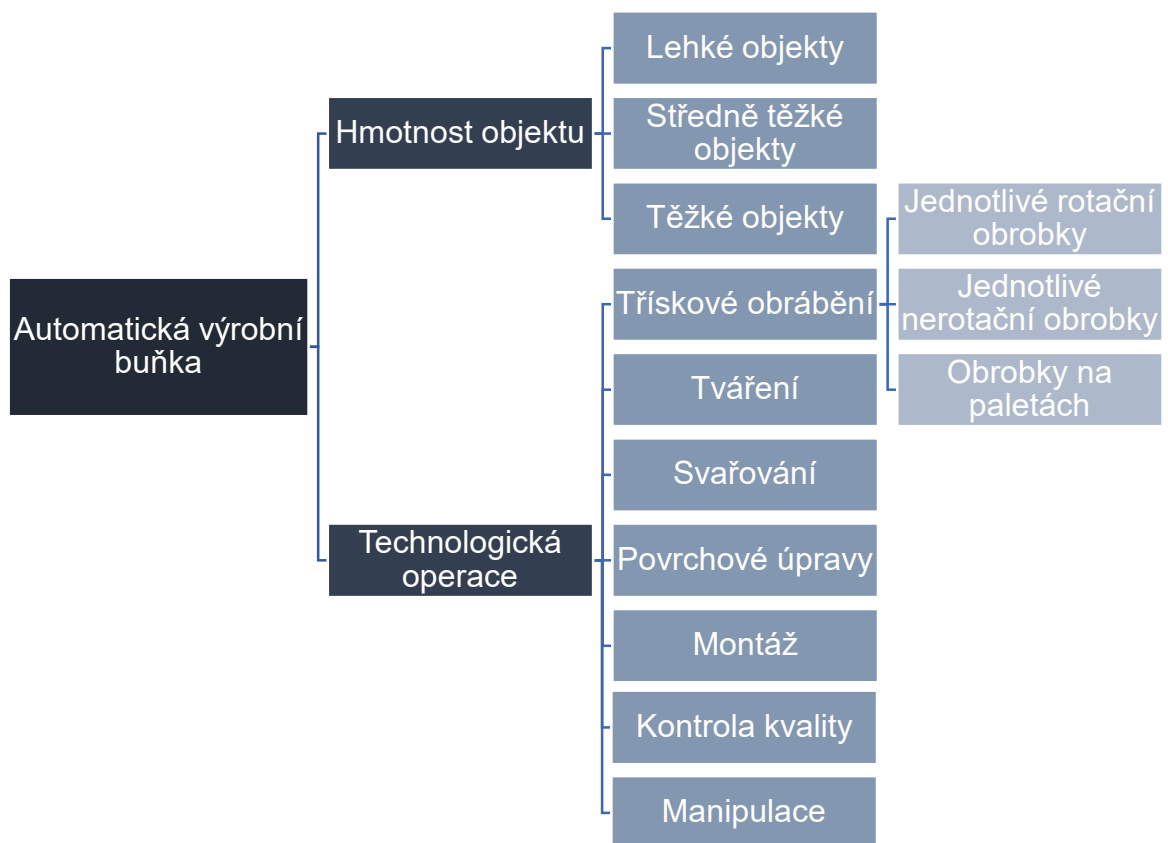 Automatická výrobní
buňka
Hmotnost objektu
Lehké objekty
Středně těžké
objekty
Těžké objekty
Technologická
operace
Třískové obrábění
Jednotlivé rotační
obrobky
Jednotlivé
nerotační obrobky
Obrobky na
paletách
Tváření
Svařování
Povrchové úpravy
Montáž
Kontrola kvality
Manipulace